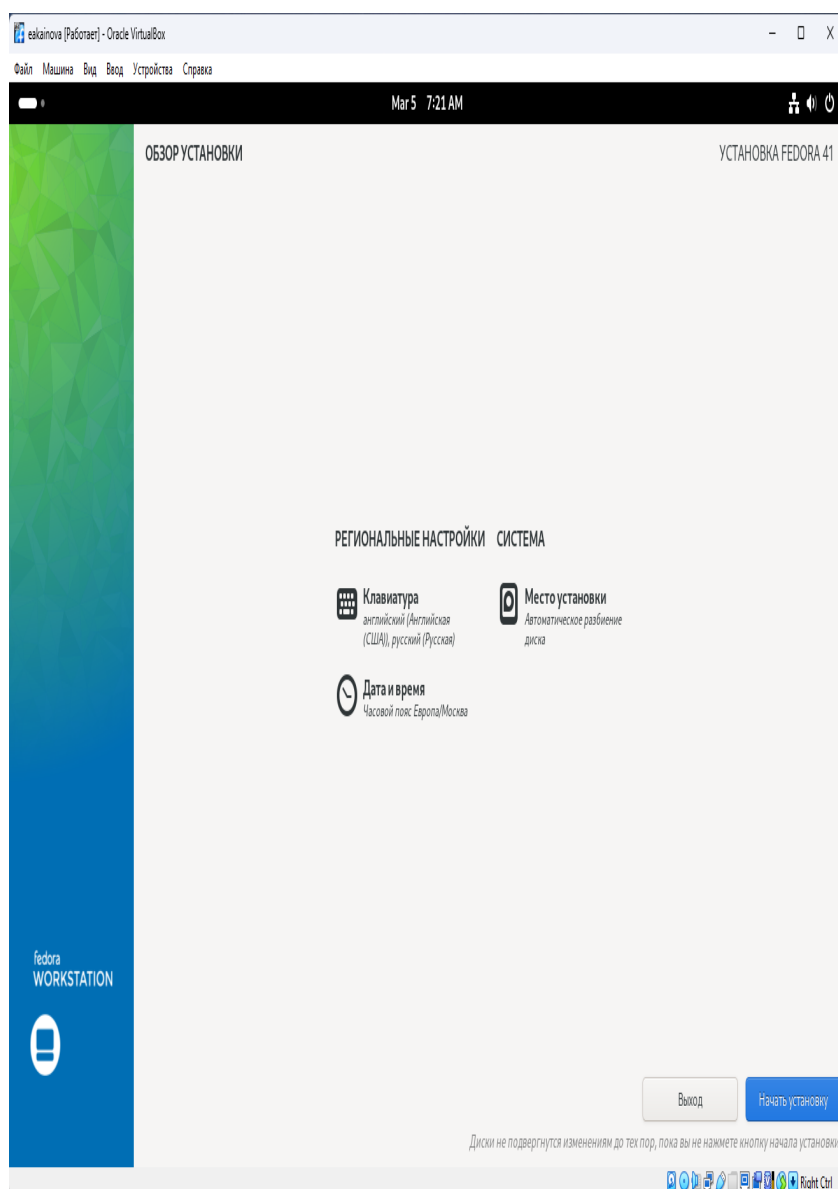 eakainova [Работает] - Oracle VirtualBox
Файл Машина Вид Ввод Устройства Справка
Mar 5 7:21 AM
ОБЗОР УСТАНОВКИ
УСТАНОВКА FEDORA 41
РЕГИОНАЛЬНЫЕ НАСТРОЙКИ
СИСТЕМА
Клавиатура
английский (Английская
(США)), русский (Русская)
Место установки
Автоматическое разбиение
диска
Дата и время
Часовой пояс Европа/Москва
fedora
WORKSTATION
Выход
Начать установку
Диски не подвергнутся изменениям до тех пор, пока вы не нажмете кнопку начала установки
Right Ctrl